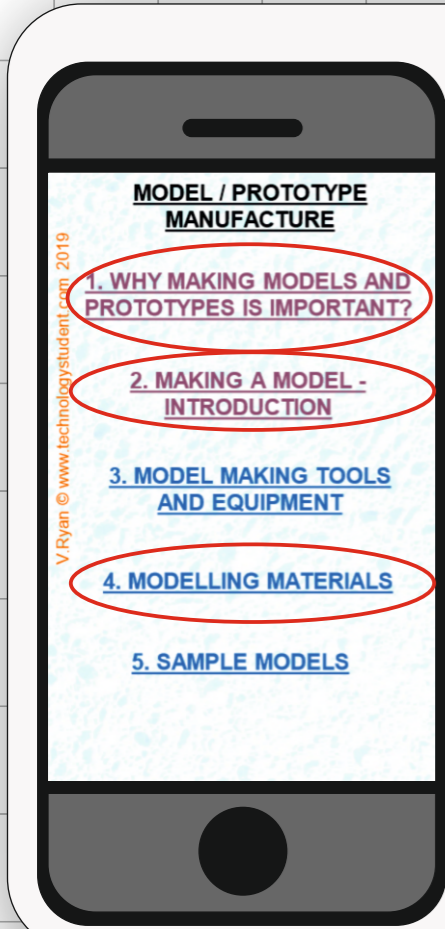 MODEL / PROTOTYPE
MANUFACTURE
1. WHY MAKING MODELS AND
PROTOTYPES IS IMPORTANT?
2. MAKING A MODEL -
INTRODUCTION
3. MODEL MAKING TOOLS
AND EQUIPMENT
4. MODELLING MATERIALS
5. SAMPLE MODELS
V.Ryan © www.technologystudent.com 2019